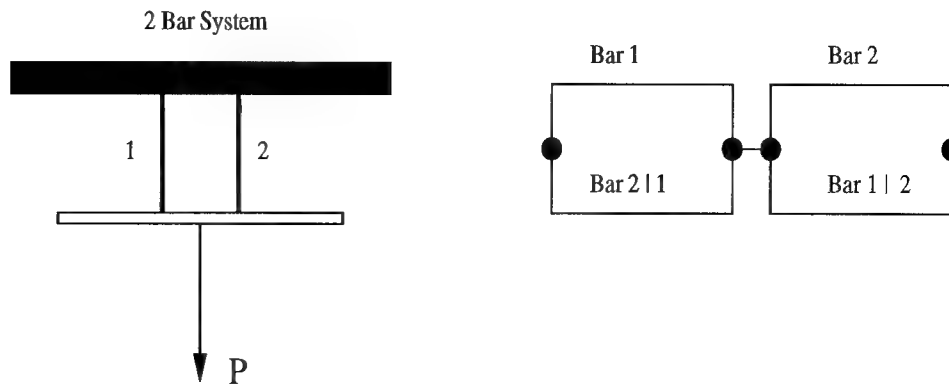 2 Bar System
1
2
P
Bar 1
Bar 2
Bar 2 | 1
Bar 1 | 2